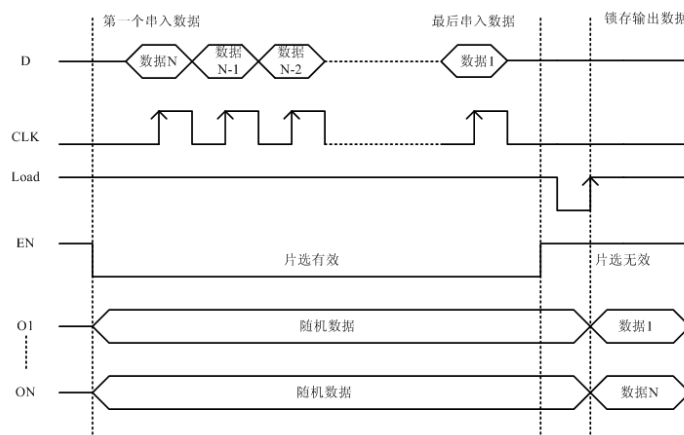 第一个串入数据
最后串入数据
锁存输出数据
D
数据N
数据
N-1
数据
N-2
数据1
CLK
Load
EN
片选有效
片选无效
O1
随机数据
数据1
ON
随机数据
数据N